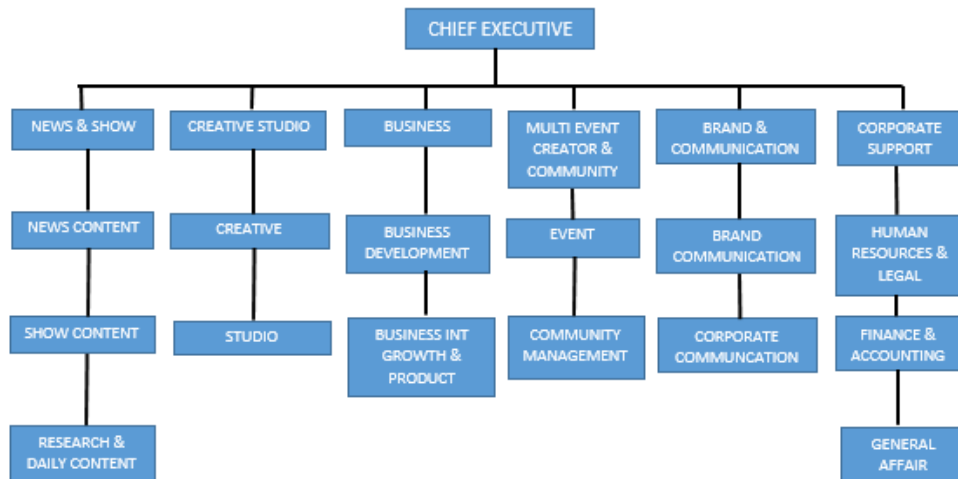 CHIEF EXECUTIVE
NEWS & SHOW
CREATIVE STUDIO
BUSINESS
MULTI EVENT
CREATOR &
COMMUNITY
BRAND &
COMMUNICATION
CORPORATE
SUPPORT
NEWS CONTENT
CREATIVE
BUSINESS
DEVELOPMENT
EVENT
BRAND
COMMUNICATION
HUMAN
RESOURCES &
LEGAL
SHOW CONTENT
STUDIO
BUSINESS INT
GROWTH &
PRODUCT
COMMUNITY
MANAGEMENT
CORPORATE
COMMUNCATION
FINANCE &
ACCOUNTING
RESEARCH &
DAILY CONTENT
GENERAL
AFFAIR